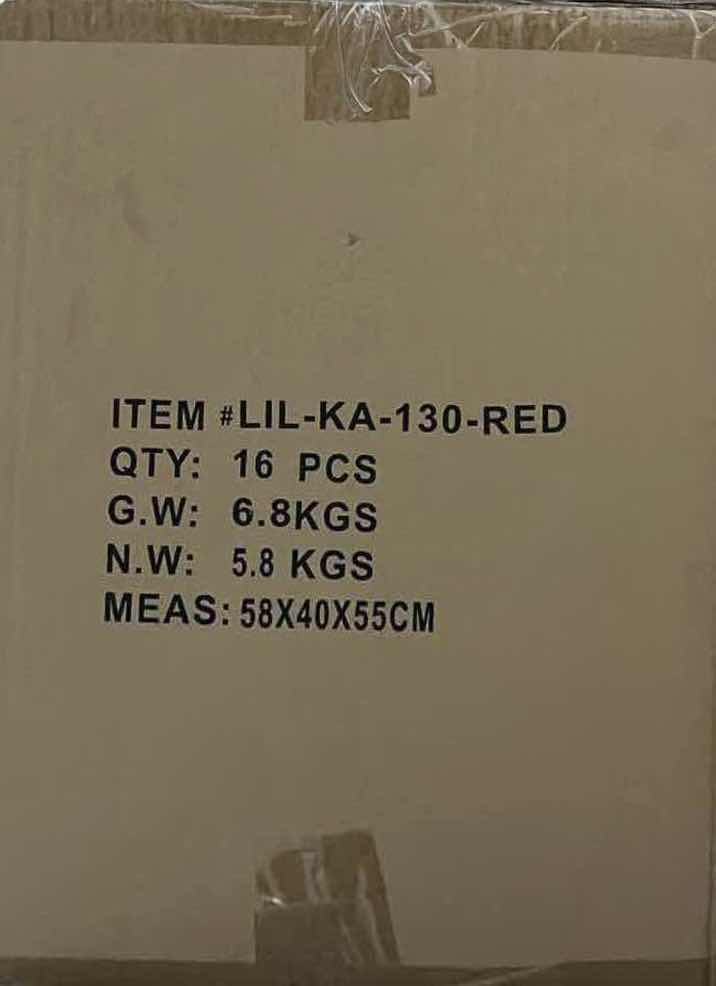 ITEM #LIL-KA-130-RED
QTY: 16 PCS
G.W: 6.8KGS
N.W: 5.8 KGS
MEAS: 58X40X55CM